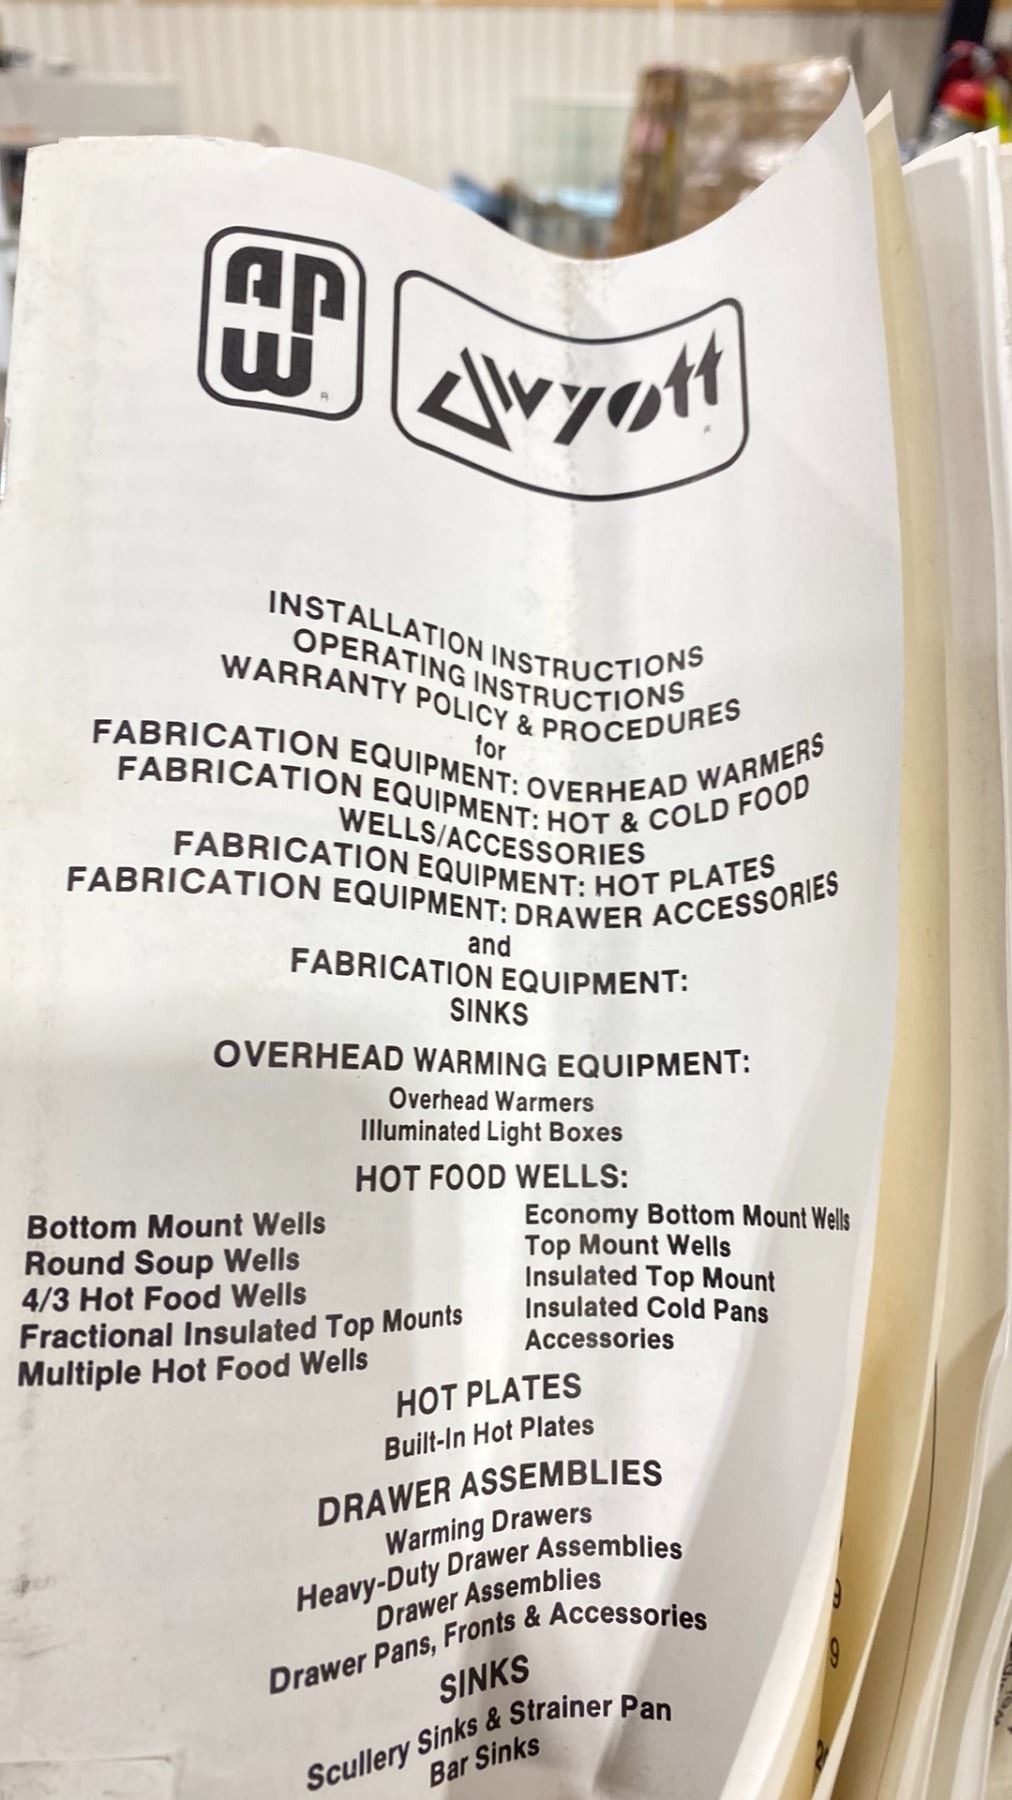 APW
Wyott
INSTALLATION INSTRUCTIONS
OPERATING INSTRUCTIONS
WARRANTY POLICY & PROCEDURES
for
FABRICATION EQUIPMENT: OVERHEAD WARMERS
FABRICATION EQUIPMENT: HOT & COLD FOOD
WELLS/ACCESSORIES
FABRICATION EQUIPMENT: HOT PLATES
FABRICATION EQUIPMENT: DRAWER ACCESSORIES
and
FABRICATION EQUIPMENT:
SINKS
OVERHEAD WARMING EQUIPMENT:
Overhead Warmers
Illuminated Light Boxes
HOT FOOD WELLS:
Bottom Mount Wells
Round Soup Wells
4/3 Hot Food Wells
Fractional Insulated Top Mounts
Multiple Hot Food Wells
Economy Bottom Mount Wells
Top Mount Wells
Insulated Top Mount
Insulated Cold Pans
Accessories
HOT PLATES
Built-In Hot Plates
DRAWER ASSEMBLIES
Warming Drawers
Heavy-Duty Drawer Assemblies
Drawer Assemblies
Drawer Pans, Fronts & Accessories
SINKS
Scullery Sinks & Strainer Pan
Bar Sinks
9
9